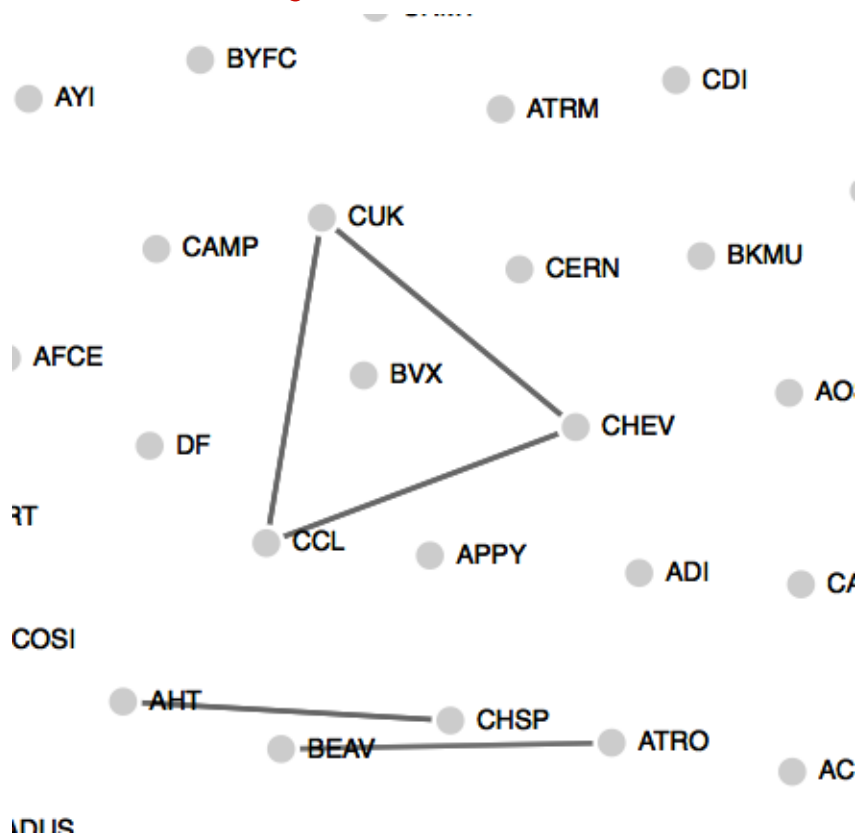 BYFC
CDI
AYI
ATRM
CUK
CAMP
BKMU
CERN
AFCE
BVX
CHEV
DF
CCL
APPY
ADI
COSI
AHT
CHSP
ATRO
BEAV